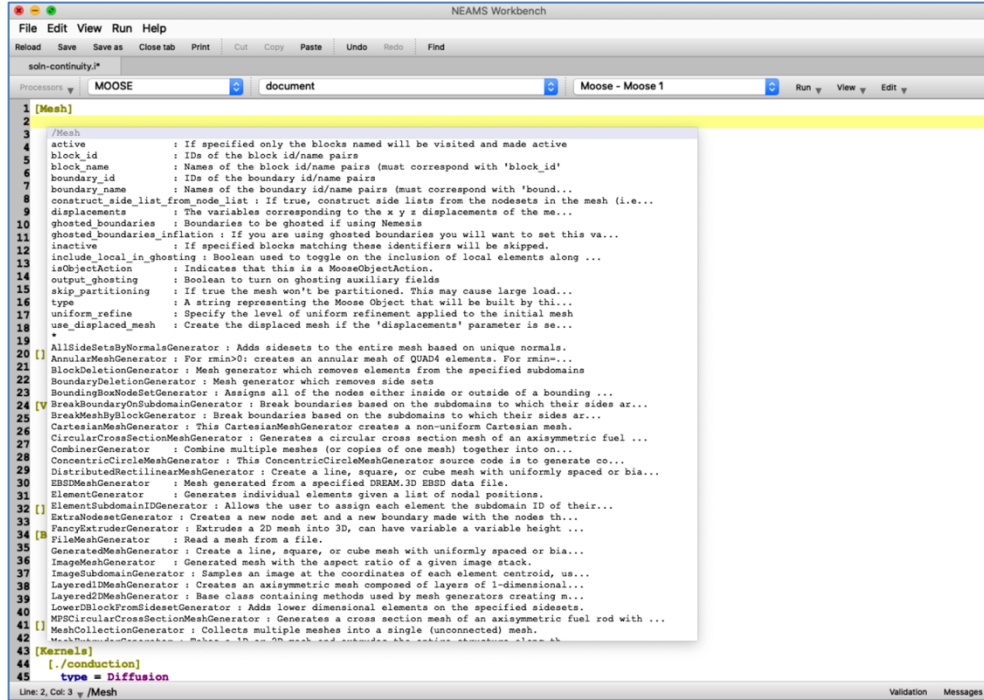 NEAMS Workbench
File Edit View Run Help
Reload Save Save as Close tab Print Cut Copy Paste Undo Redo Find
soln-continuity.i*
Processors MOOSE document Moose - Moose 1 Run View Edit
1 [Mesh]
2
3 /Mesh
4 active : If specified only the blocks named will be visited and made active
5 block_id : IDs of the block id/name pairs
6 block_name : Names of the block id/name pairs (must correspond with 'block_id'
boundary_id : IDs of the boundary id/name pairs
7 boundary_name : Names of the boundary id/name pairs (must correspond with 'bound...
8 construct_side_list_from_node_list : If true, construct side lists from the nodesets in the mesh (i.e...
9 displacements : The variables corresponding to the x y z displacements of the me...
10 ghosted_boundaries : Boundaries to be ghosted if using Nemesis
11 ghosted_boundaries_inflation : If you are using ghosted boundaries you will want to set this va...
12 inactive : If specified blocks matching these identifiers will be skipped.
13 include_local_in_ghosting : Boolean used to toggle on the inclusion of local elements along ...
isObjectAction : Indicates that this is a MooseObjectAction.
14 output_ghosting : Boolean to turn on ghosting auxiliary fields
15 skip_partitioning : If true the mesh won't be partitioned. This may cause large load...
16 type : A string representing the Moose Object that will be built by thi...
17 uniform_refine : Specify the level of uniform refinement applied to the initial mesh
18 use_displaced_mesh : Create the displaced mesh if the 'displacements' parameter is se...
*
19 AllSideSetsByNormalsGenerator : Adds sidesets to the entire mesh based on unique normals.
20 [] AnnularMeshGenerator : For rmin>0: creates an annular mesh of QUAD4 elements. For rmin=...
21 BlockDeletionGenerator : Mesh generator which removes elements from the specified subdomains
22 BoundaryDeletionGenerator : Mesh generator which removes side sets
23 BoundingBoxNodeSetGenerator : Assigns all of the nodes either inside or outside of a bounding ...
24 [V BreakBoundaryOnSubdomainGenerator : Break boundaries based on the subdomains to which their sides ar...
25 BreakMeshByBlockGenerator : Break boundaries based on the subdomains to which their sides ar...
26 CartesianMeshGenerator : This CartesianMeshGenerator creates a non-uniform Cartesian mesh.
27 CircularCrossSectionMeshGenerator : Generates a circular cross section mesh of an axisymmetric fuel ...
28 CombinerGenerator : Combine multiple meshes (or copies of one mesh) together into on...
ConcentricCircleMeshGenerator : This ConcentricCircleMeshGenerator source code is to generate co...
29 DistributedRectilinearMeshGenerator : Create a line, square, or cube mesh with uniformly spaced or bia...
30 EBSDMeshGenerator : Mesh generated from a specified DREAM.3D EBSD data file.
31 ElementGenerator : Generates individual elements given a list of nodal positions.
32 [] ElementSubdomainIDGenerator : Allows the user to assign each element the subdomain ID of their...
33 ExtraNodesetGenerator : Creates a new node set and a new boundary made with the nodes th...
34 [B FancyExtruderGenerator : Extrudes a 2D mesh into 3D, can have variable a variable height ...
FileMeshGenerator : Read a mesh from a file.
35 GeneratedMeshGenerator : Create a line, square, or cube mesh with uniformly spaced or bia...
36 ImageMeshGenerator : Generated mesh with the aspect ratio of a given image stack.
37 ImageSubdomainGenerator : Samples an image at the coordinates of each element centroid, us...
38 Layered1DMeshGenerator : Creates an axisymmetric mesh composed of layers of 1-dimensional...
39 Layered2DMeshGenerator : Base class containing methods used by mesh generators creating m...
40 LowerDBlockFromSidesetGenerator : Adds lower dimensional elements on the specified sidesets.
41 [] MPSCircularCrossSectionMeshGenerator : Generates a cross section mesh of an axisymmetric fuel rod with ...
MeshCollectionGenerator : Collects multiple meshes into a single (unconnected) mesh.
42
43 [Kernels]
44 [./conduction]
45 type = Diffusion
Line: 2, Col: 3 /Mesh Validation Messages